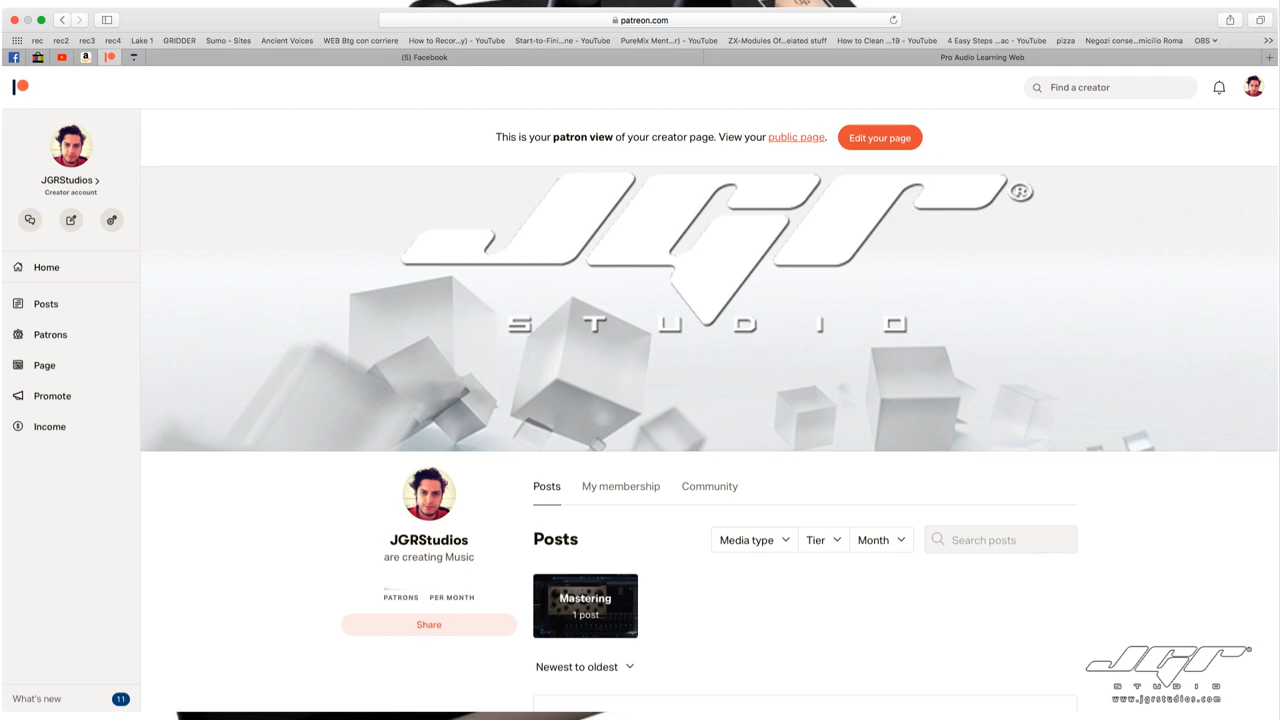 patreon.com
rec rec2 rec3 rec4 Lake 1 GRIDDER Sumo - Sites Ancient Voices WEB Btg con corriere How to Recor...y) - YouTube Start-to-Fini...ne - YouTube PureMix Ment...r) - YouTube ZX-Modules Of...elated stuff How to Clean ...19 - YouTube 4 Easy Steps ...ac - YouTube pizza Negozi conse...micilio Roma OBS
(5) Facebook Pro Audio Learning Web
Find a creator
This is your patron view of your creator page. View your public page. Edit your page
JGRStudios
Creator account
Home
Posts
Patrons
Page
Promote
Income
What's new 11
JGr®
STUDIO
JGRStudios
are creating Music
PATRONS PER MONTH
Share
Posts My membership Community
Posts Media type Tier Month Search posts
Mastering
1 post
Newest to oldest
JGr®
STUDIO
www.jgrstudios.com